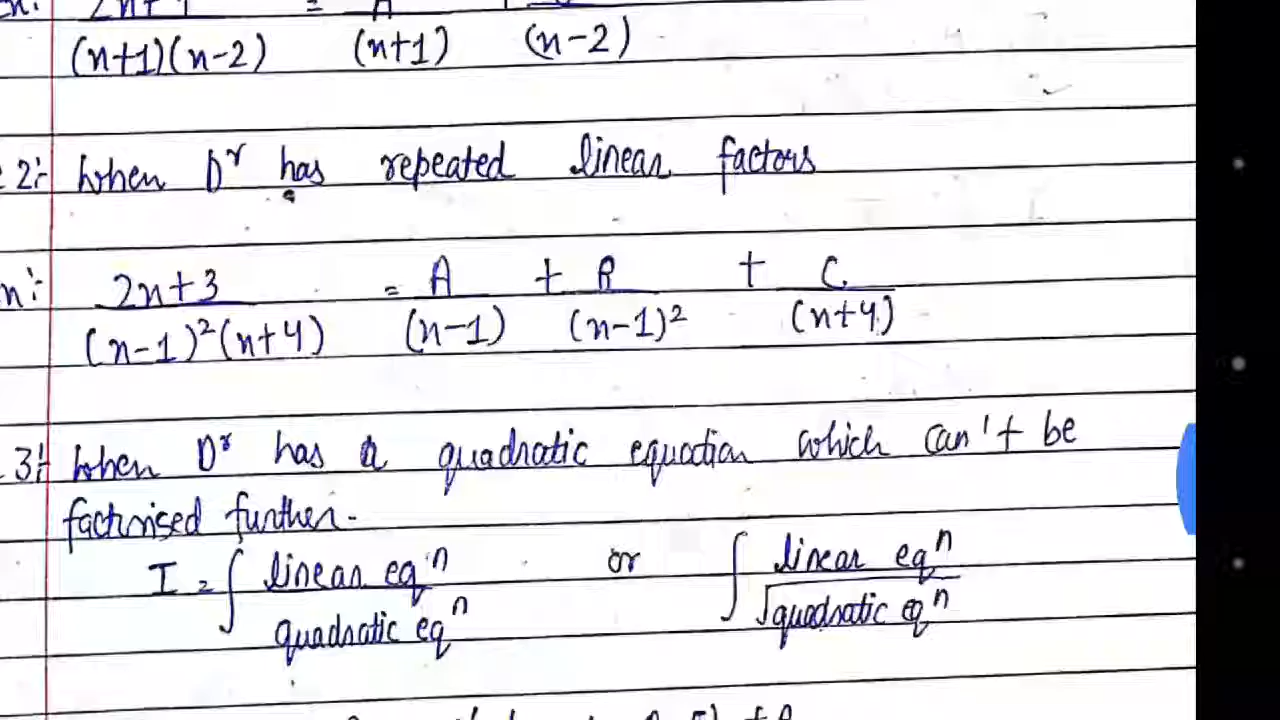 (n+1)(n-2) (n+1) (n-2)
2:- When Dʳ has repeated linear factors
n:- 2n+3 = A + B + C
(n-1)²(n+4) (n-1) (n-1)² (n+4)
3:- When Dʳ has a quadratic equation which can't be
factorised further.
I = ∫ linear eqⁿ or ∫ linear eqⁿ
quadratic eqⁿ √quadratic eqⁿ